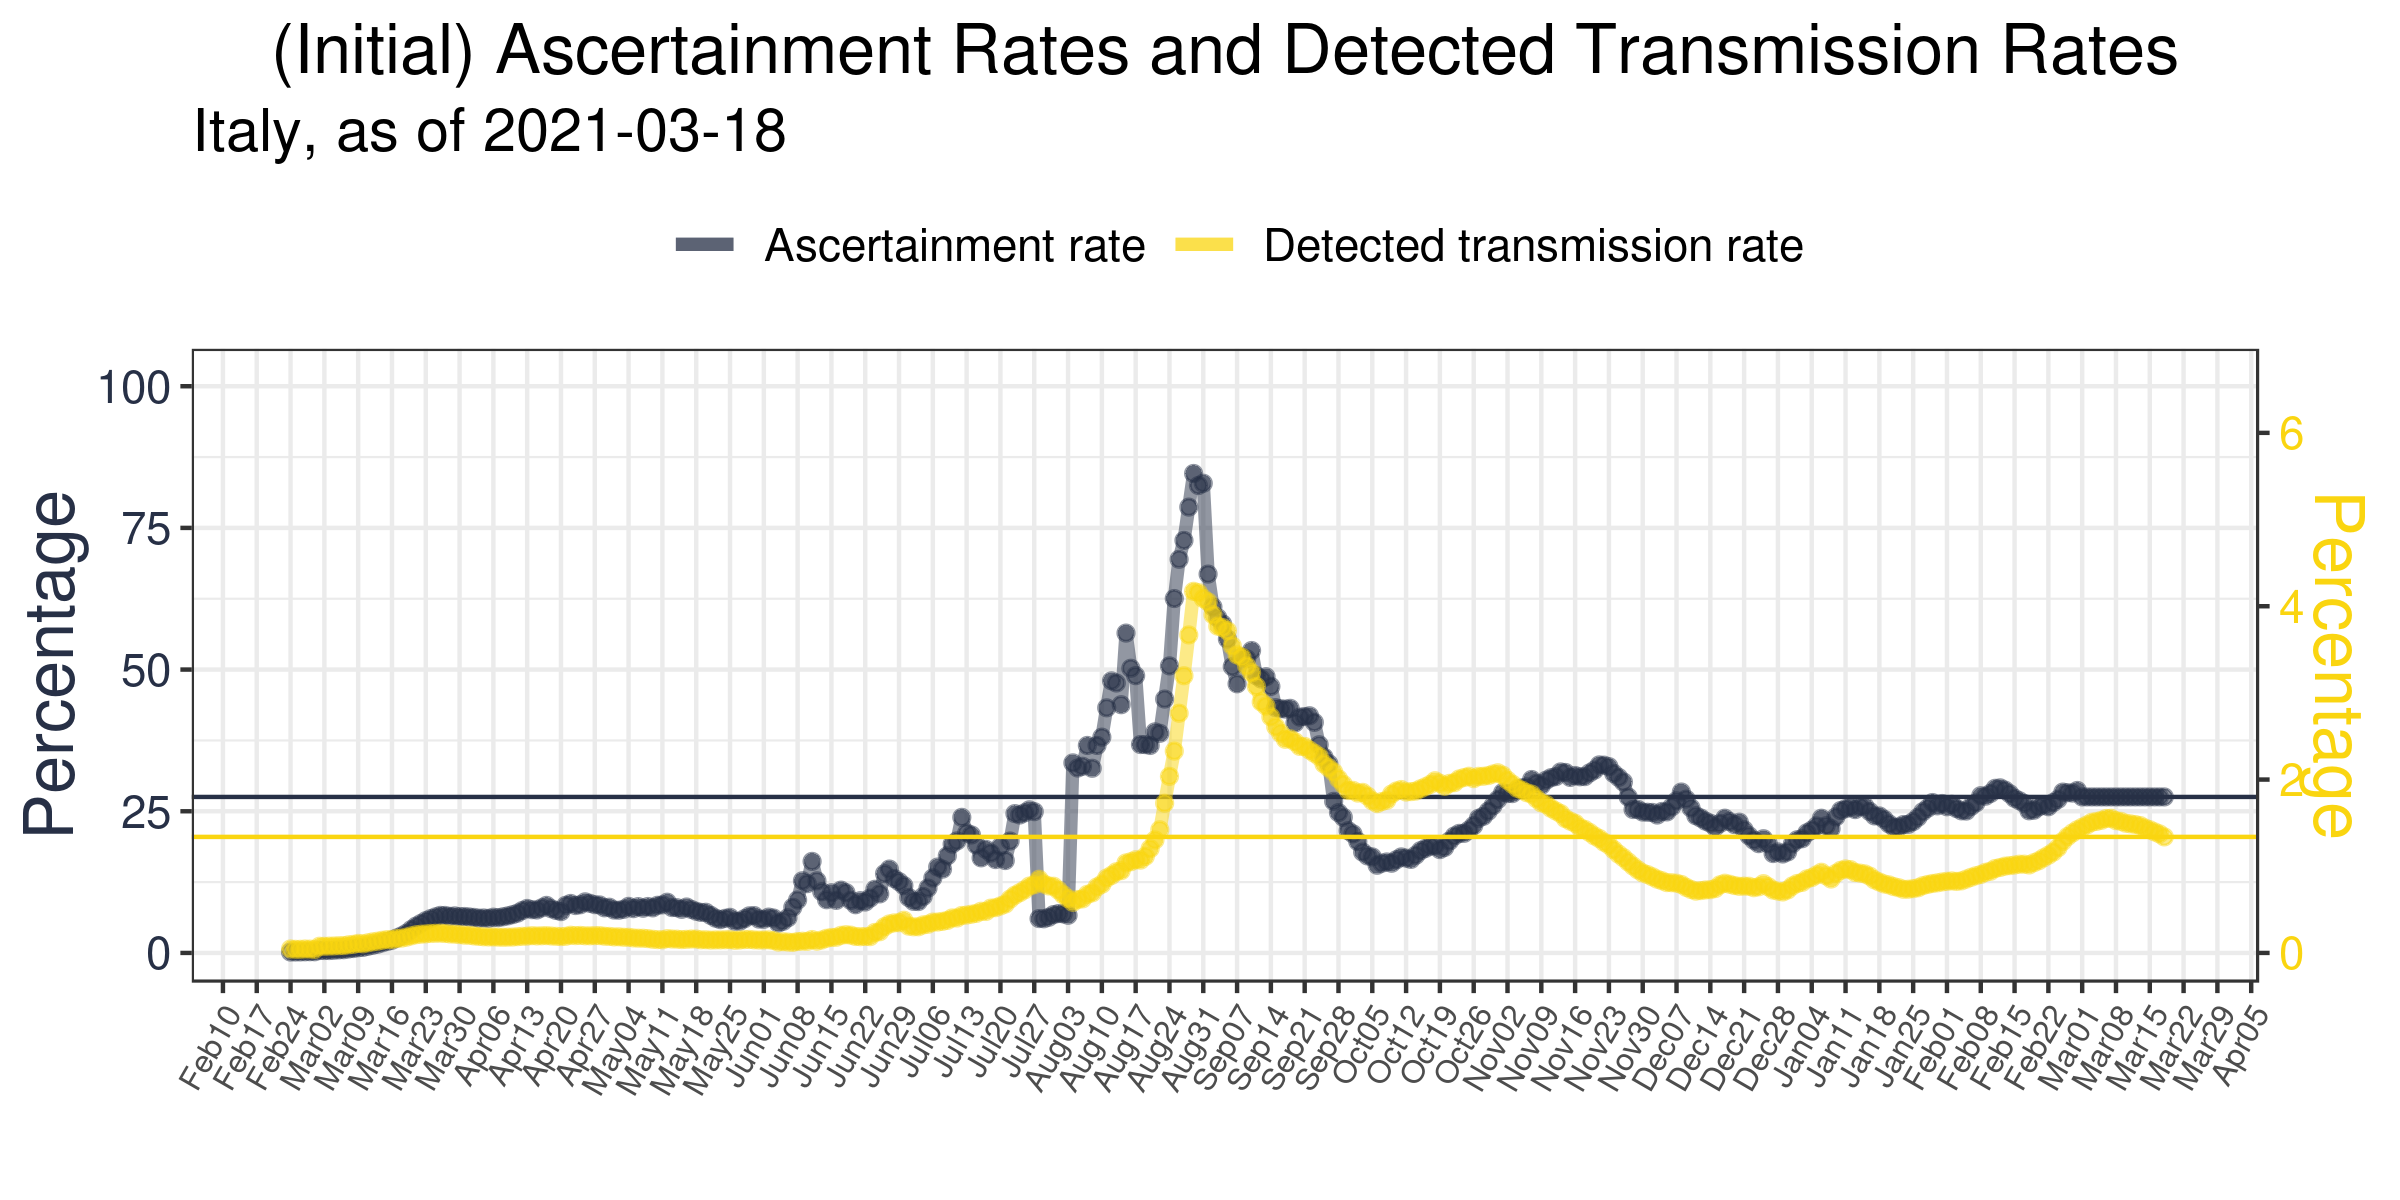 (Initial) Ascertainment Rates and Detected Transmission Rates
Italy, as of 2021-03-18
Ascertainment rate
Detected transmission rate
Percentage
100
75
50
25
0
6
4
2
0
Percentage
Feb10
Feb17
Feb24
Mar02
Mar09
Mar16
Mar23
Mar30
Apr06
Apr13
Apr20
Apr27
May04
May11
May18
May25
Jun01
Jun08
Jun15
Jun22
Jun29
Jul06
Jul13
Jul20
Jul27
Aug03
Aug10
Aug17
Aug24
Aug31
Sep07
Sep14
Sep21
Sep28
Oct05
Oct12
Oct19
Oct26
Nov02
Nov09
Nov16
Nov23
Nov30
Dec07
Dec14
Dec21
Dec28
Jan04
Jan11
Jan18
Jan25
Feb01
Feb08
Feb15
Feb22
Mar01
Mar08
Mar15
Mar22
Mar29
Apr05